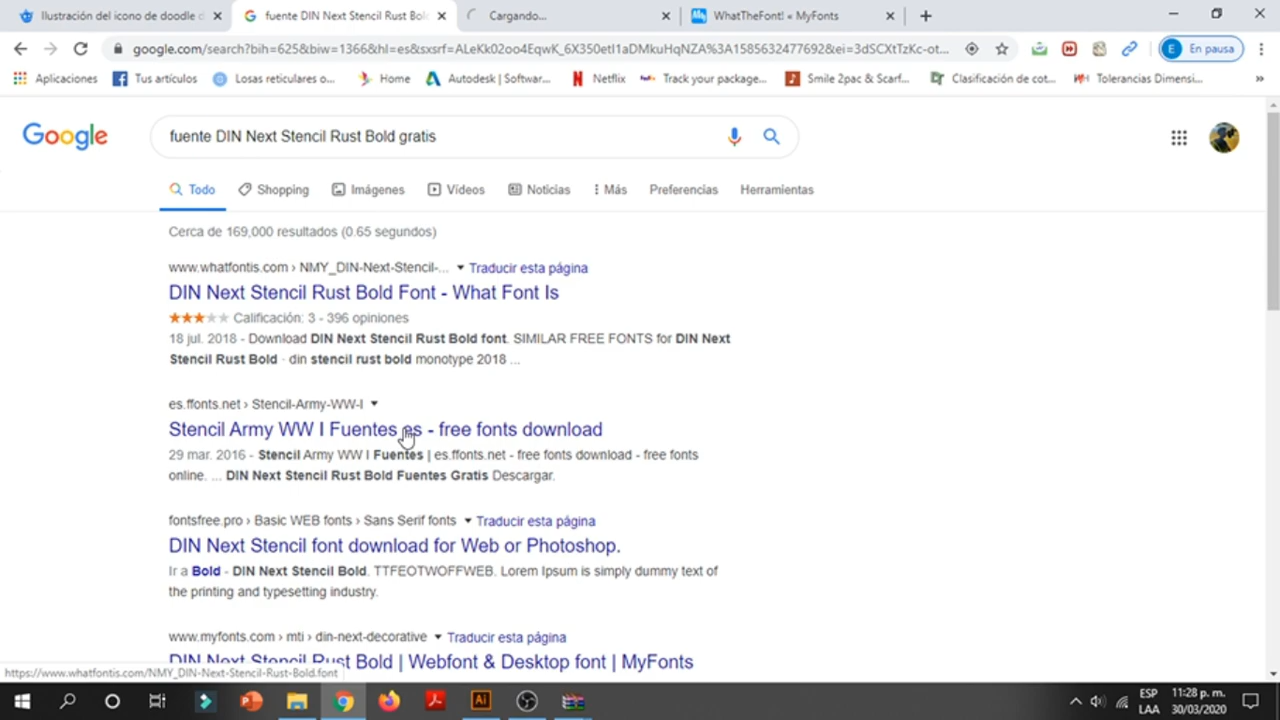 Ilustración del icono de doodle d
fuente DIN Next Stencil Rust Bol
Cargando...
WhatTheFont! « MyFonts
google.com/search?bih=625&biw=1366&hl=es&sxsrf=ALeKk02oo4EqwK_6X350etI1aDMkuHqNZA%3A1585632477692&ei=3dSCXtTzKc-ot...
E En pausa
Aplicaciones
Tus artículos
Losas reticulares o...
Home
Autodesk | Softwar...
Netflix
Track your package...
Smile 2pac & Scarf...
Clasificación de cot...
Tolerancias Dimensi...
»
Google
fuente DIN Next Stencil Rust Bold gratis
Todo
Shopping
Imágenes
Vídeos
Noticias
Más
Preferencias
Herramientas
Cerca de 169,000 resultados (0.65 segundos)
www.whatfontis.com › NMY_DIN-Next-Stencil-... Traducir esta página
DIN Next Stencil Rust Bold Font - What Font Is
Calificación: 3 - 396 opiniones
18 jul. 2018 - Download DIN Next Stencil Rust Bold font. SIMILAR FREE FONTS for DIN Next
Stencil Rust Bold · din stencil rust bold monotype 2018 ...
es.ffonts.net › Stencil-Army-WW-I
Stencil Army WW I Fuentes es - free fonts download
29 mar. 2016 - Stencil Army WW I Fuentes | es.ffonts.net - free fonts download - free fonts
online. ... DIN Next Stencil Rust Bold Fuentes Gratis Descargar.
fontsfree.pro › Basic WEB fonts › Sans Serif fonts Traducir esta página
DIN Next Stencil font download for Web or Photoshop.
Ir a Bold - DIN Next Stencil Bold. TTFEOTWOFFWEB. Lorem Ipsum is simply dummy text of
the printing and typesetting industry.
www.myfonts.com › mti › din-next-decorative Traducir esta página
DIN Next Stencil Rust Bold | Webfont & Desktop font | MyFonts
https://www.whatfontis.com/NMY_DIN-Next-Stencil-Rust-Bold.font
Ai
ESP
LAA
11:28 p. m.
30/03/2020